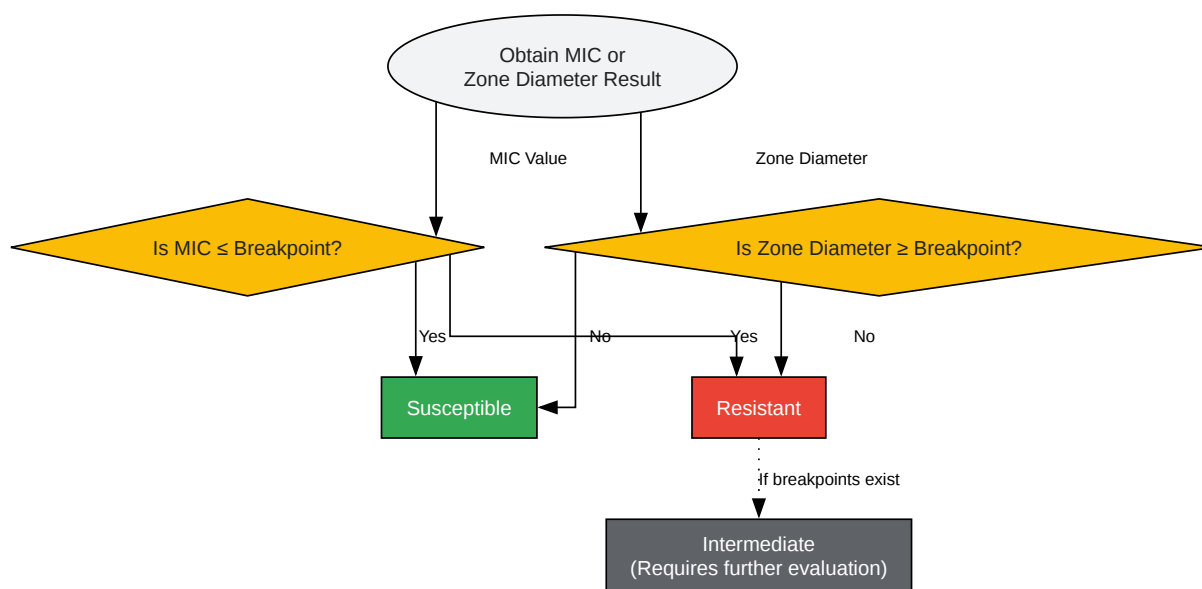 Obtain MIC or
Zone Diameter Result
MIC Value
Zone Diameter
Is MIC ≤ Breakpoint?
Is Zone Diameter ≥ Breakpoint?
Yes
No
Yes
No
Susceptible
Resistant
If breakpoints exist
Intermediate
(Requires further evaluation)